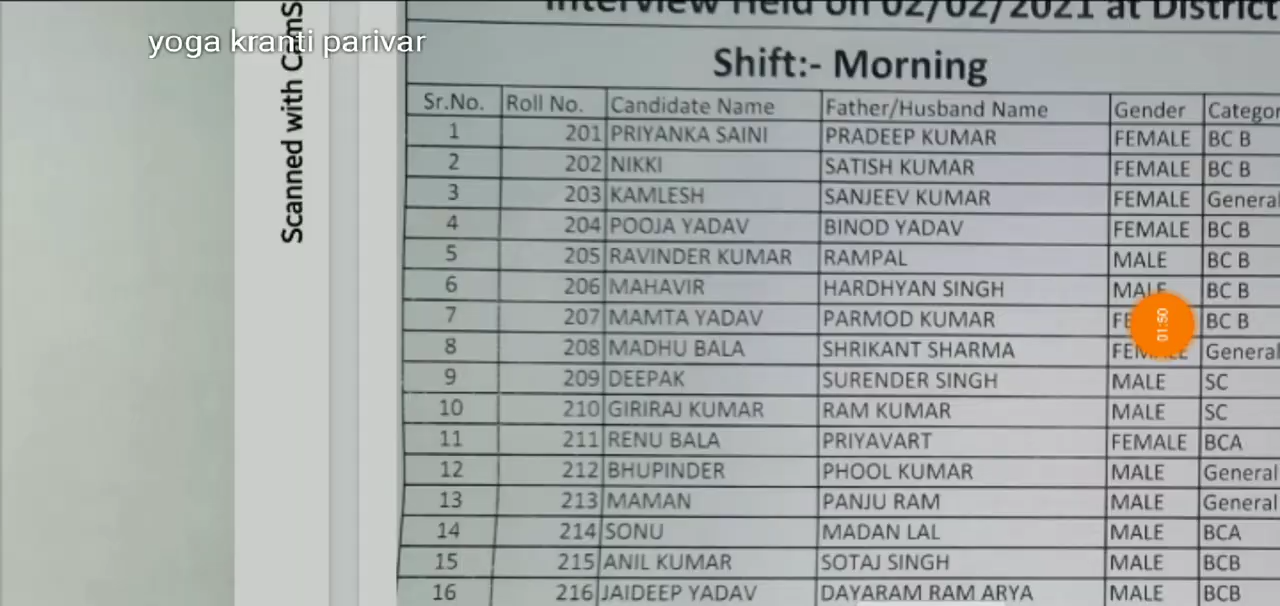 Interview Held on 02/02/2021 at District
yoga kranti parivar
Scanned with CamS
Shift:- Morning
Sr.No. Roll No. Candidate Name Father/Husband Name Gender Categor
1 201 PRIYANKA SAINI PRADEEP KUMAR FEMALE BC B
2 202 NIKKI SATISH KUMAR FEMALE BC B
3 203 KAMLESH SANJEEV KUMAR FEMALE General
4 204 POOJA YADAV BINOD YADAV FEMALE BC B
5 205 RAVINDER KUMAR RAMPAL MALE BC B
6 206 MAHAVIR HARDHYAN SINGH MALE BC B
7 207 MAMTA YADAV PARMOD KUMAR FE BC B
01:50
8 208 MADHU BALA SHRIKANT SHARMA FEMALE General
9 209 DEEPAK SURENDER SINGH MALE SC
10 210 GIRIRAJ KUMAR RAM KUMAR MALE SC
11 211 RENU BALA PRIYAVART FEMALE BCA
12 212 BHUPINDER PHOOL KUMAR MALE General
13 213 MAMAN PANJU RAM MALE General
14 214 SONU MADAN LAL MALE BCA
15 215 ANIL KUMAR SOTAJ SINGH MALE BCB
16 216 JAIDEEP YADAV DAYARAM RAM ARYA MALE BCB